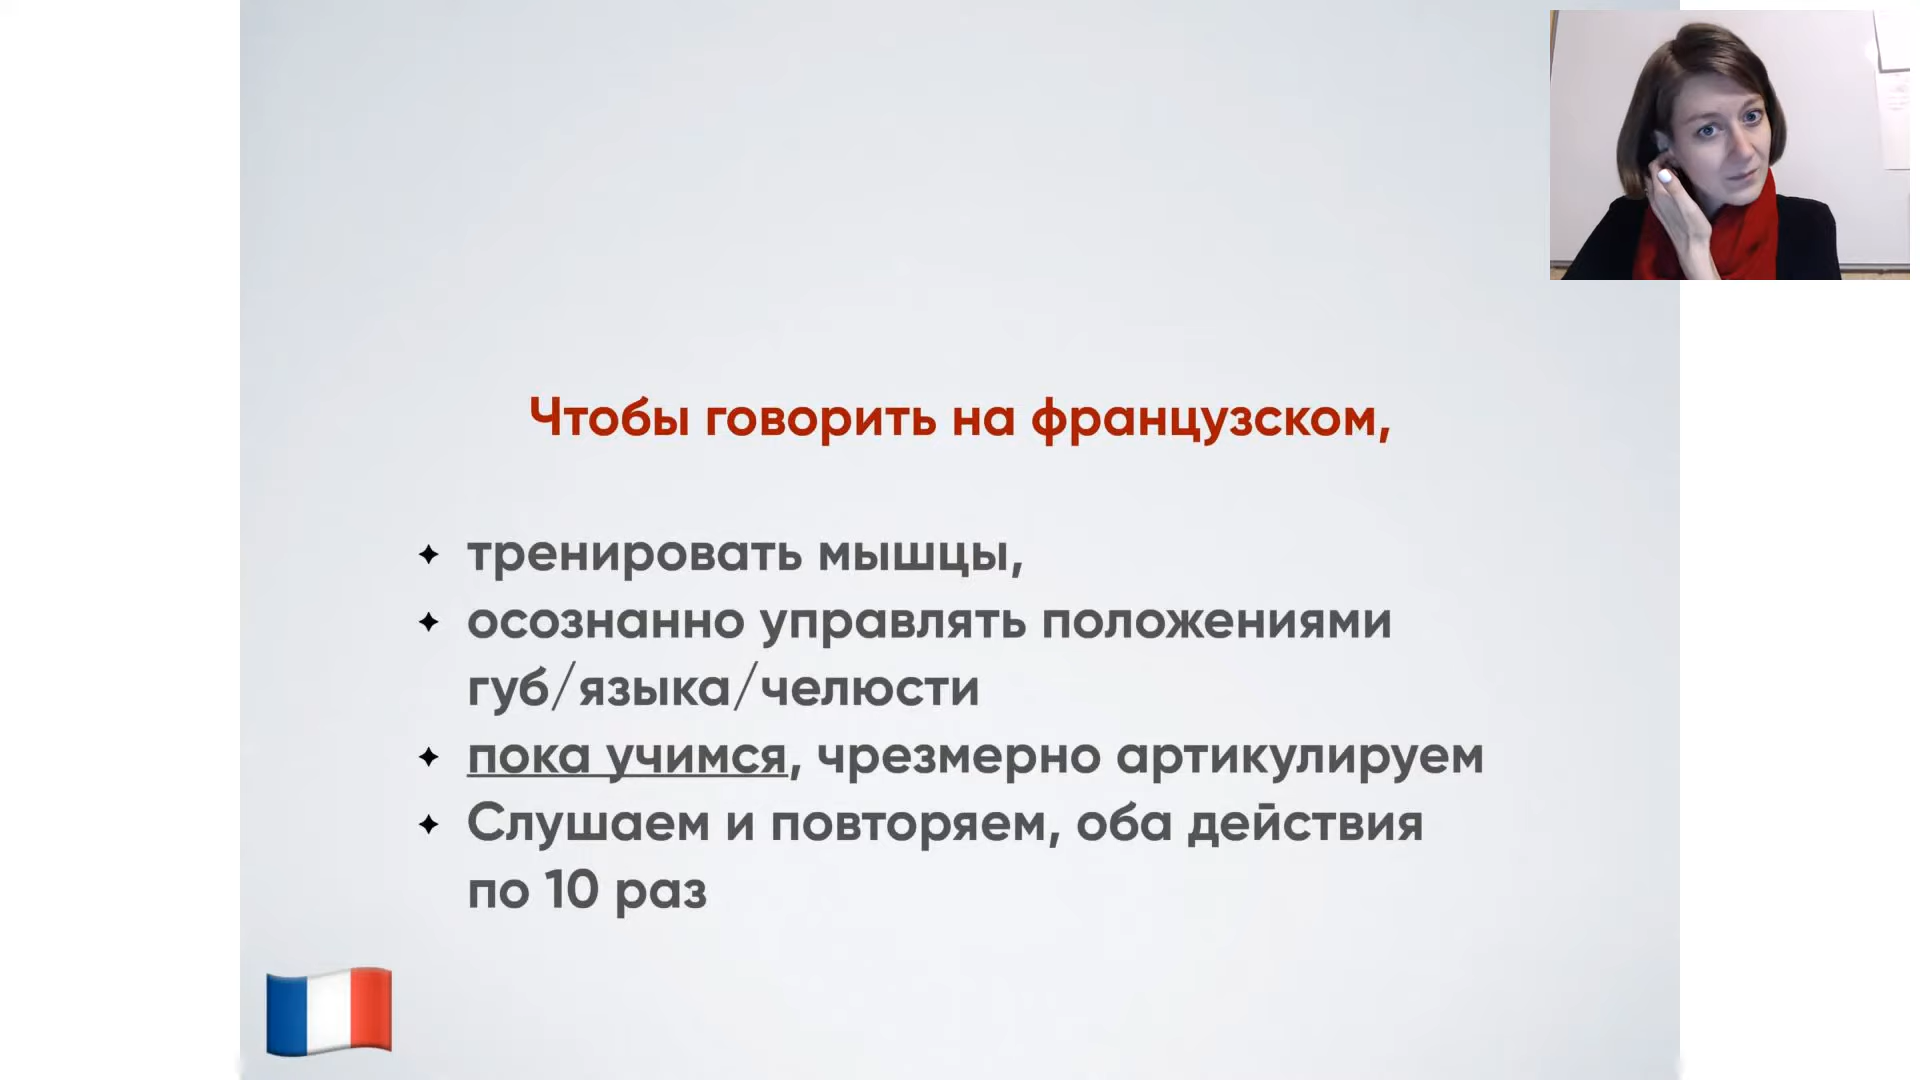 Чтобы говорить на французском,
тренировать мышцы,
осознанно управлять положениями
губ/языка/челюсти
пока учимся, чрезмерно артикулируем
Слушаем и повторяем, оба действия
по 10 раз